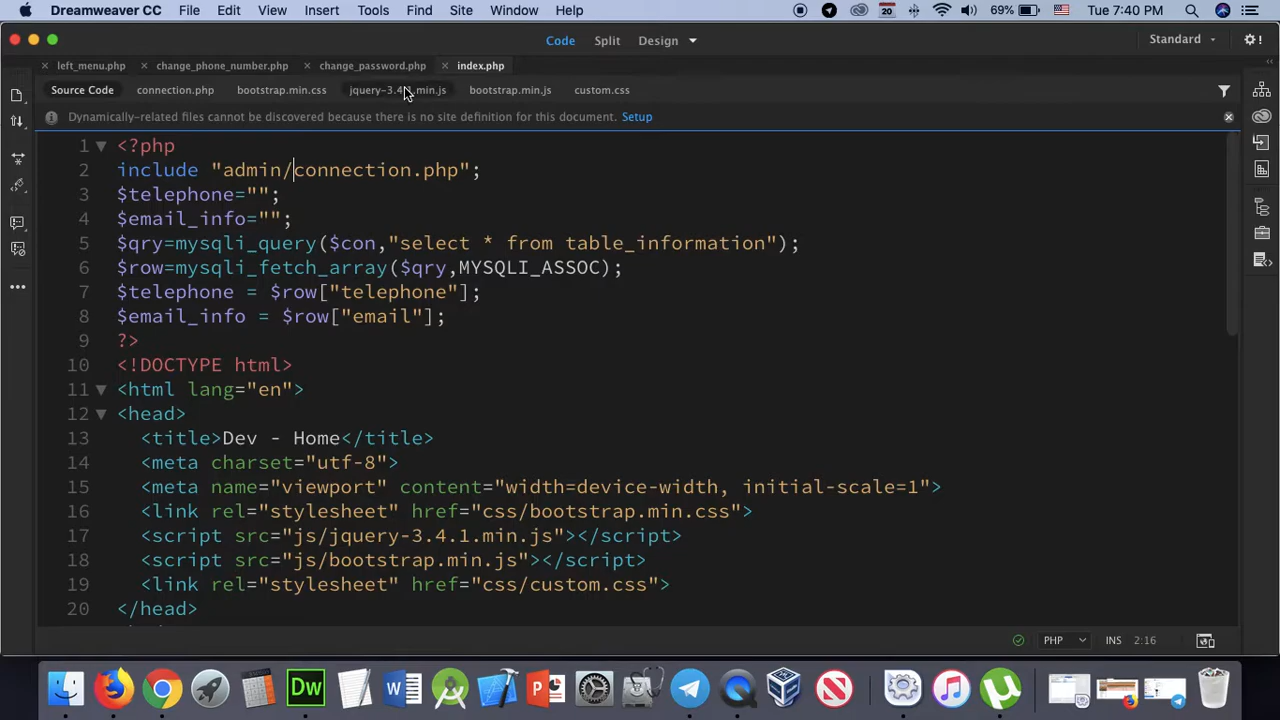 Dreamweaver CC File Edit View Insert Tools Find Site Window Help 20 69% Tue 7:40 PM
Code Split Design Standard
left_menu.php change_phone_number.php change_password.php index.php
Source Code connection.php bootstrap.min.css jquery-3.4.1.min.js bootstrap.min.js custom.css
Dynamically-related files cannot be discovered because there is no site definition for this document. Setup
1 <?php
2 include "admin/connection.php";
3 $telephone="";
4 $email_info="";
5 $qry=mysqli_query($con,"select * from table_information");
6 $row=mysqli_fetch_array($qry,MYSQLI_ASSOC);
7 $telephone = $row["telephone"];
8 $email_info = $row["email"];
9 ?>
10 <!DOCTYPE html>
11 <html lang="en">
12 <head>
13 <title>Dev - Home</title>
14 <meta charset="utf-8">
15 <meta name="viewport" content="width=device-width, initial-scale=1">
16 <link rel="stylesheet" href="css/bootstrap.min.css">
17 <script src="js/jquery-3.4.1.min.js"></script>
18 <script src="js/bootstrap.min.js"></script>
19 <link rel="stylesheet" href="css/custom.css">
20 </head>
PHP INS 2:16
Dw